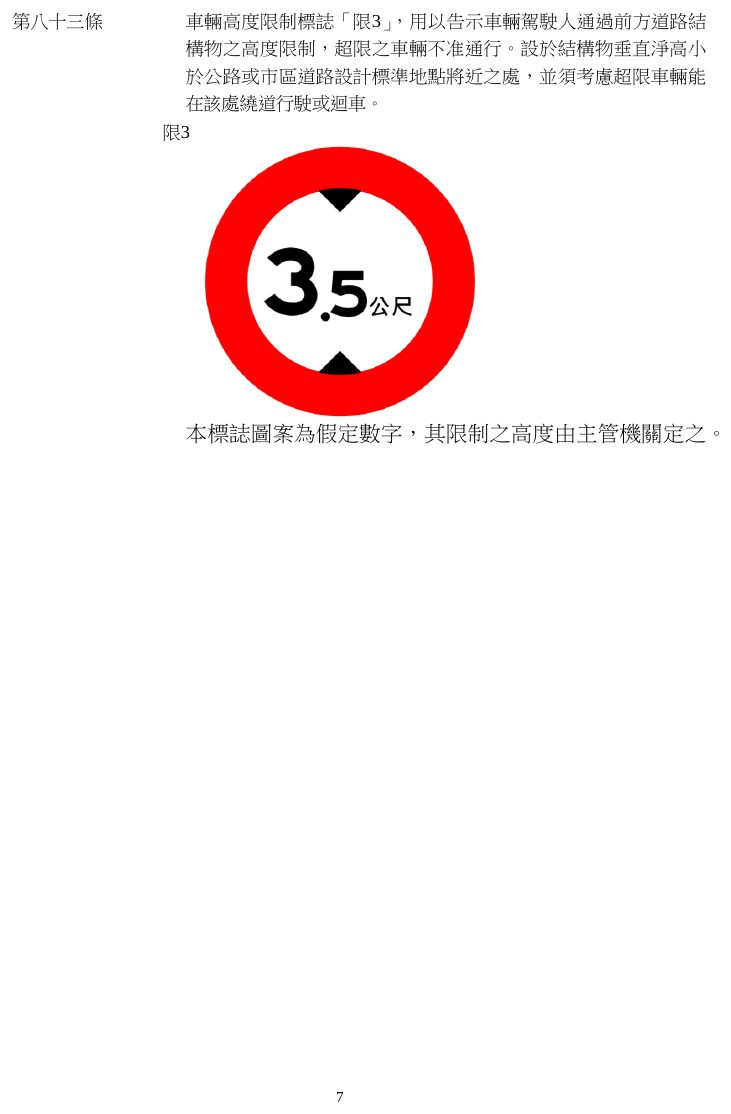 第八十三條 車輛高度限制標誌「限3」，用以告示車輛駕駛人通過前方道路結
構物之高度限制，超限之車輛不准通行。設於結構物垂直淨高小
於公路或市區道路設計標準地點將近之處，並須考慮超限車輛能
在該處繞道行駛或迴車。
限3
3.5公尺
本標誌圖案為假定數字，其限制之高度由主管機關定之。
7